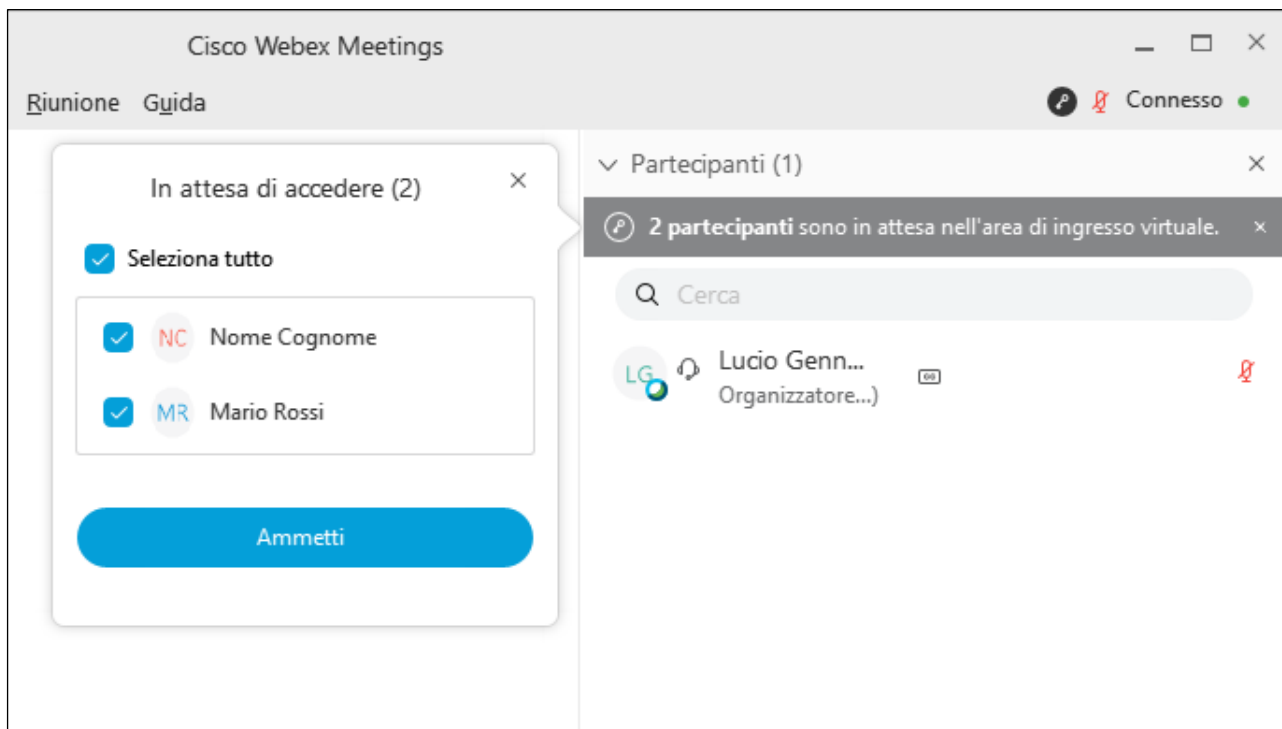 Cisco Webex Meetings
Riunione Guida
Connesso
In attesa di accedere (2)
Seleziona tutto
NC Nome Cognome
MR Mario Rossi
Ammetti
Partecipanti (1)
2 partecipanti sono in attesa nell'area di ingresso virtuale.
Cerca
LG Lucio Genn...
Organizzatore...)